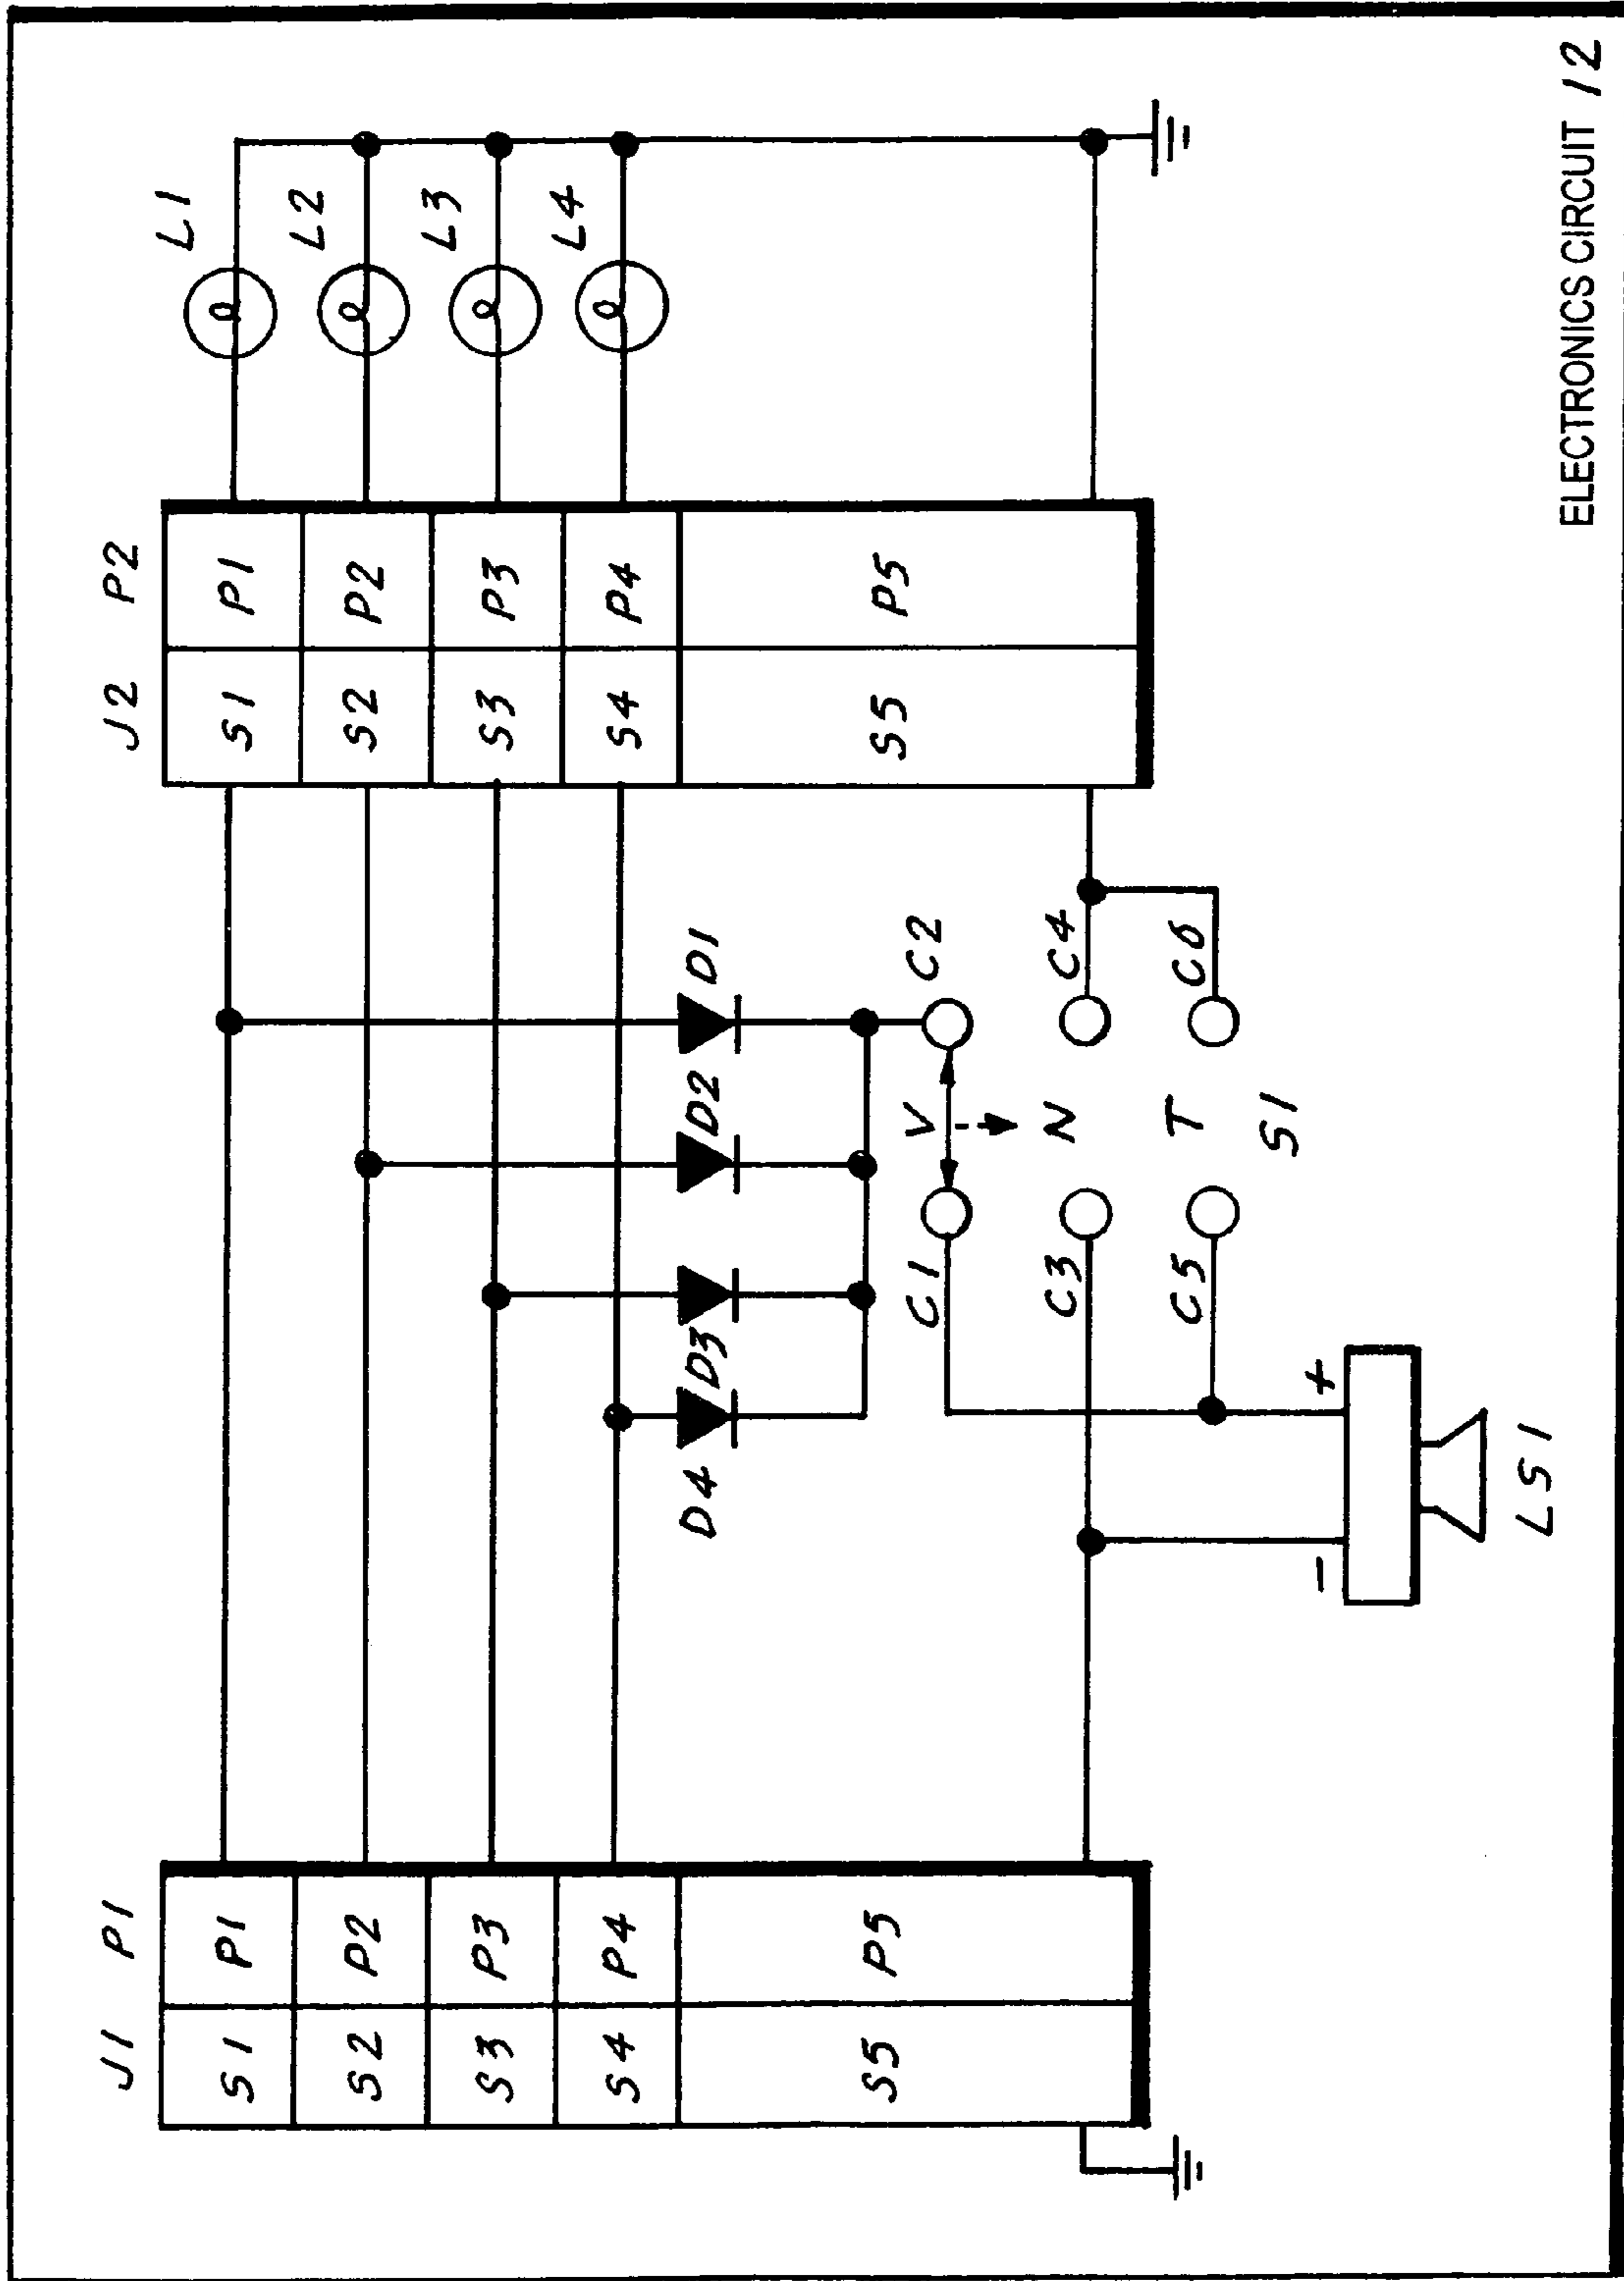 J1 P1 J2 P2
L1
S1 P1 S1 P1
L2
S2 P2 S2 P2
L3
S3 P3 S3 P3
L4
S4 P4 S4 P4
D4 D3 D2 D1
S5 P5 S5 P5
C1 V C2
C3 N C4
C5 T C6
S1
- +
LS1
ELECTRONICS CIRCUIT 12